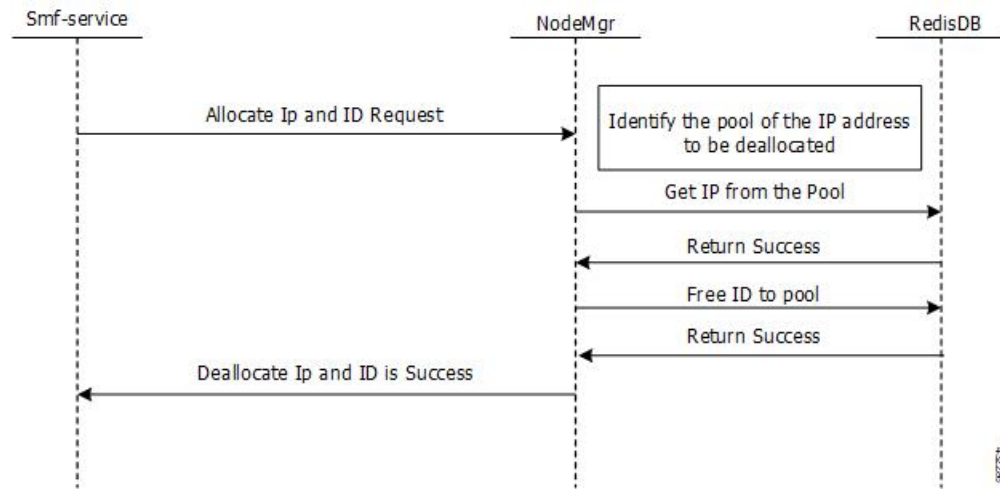 Smf-service
NodeMgr
RedisDB
Allocate Ip and ID Request
Identify the pool of the IP address
to be deallocated
Get IP from the Pool
Return Success
Free ID to pool
Return Success
Deallocate Ip and ID is Success